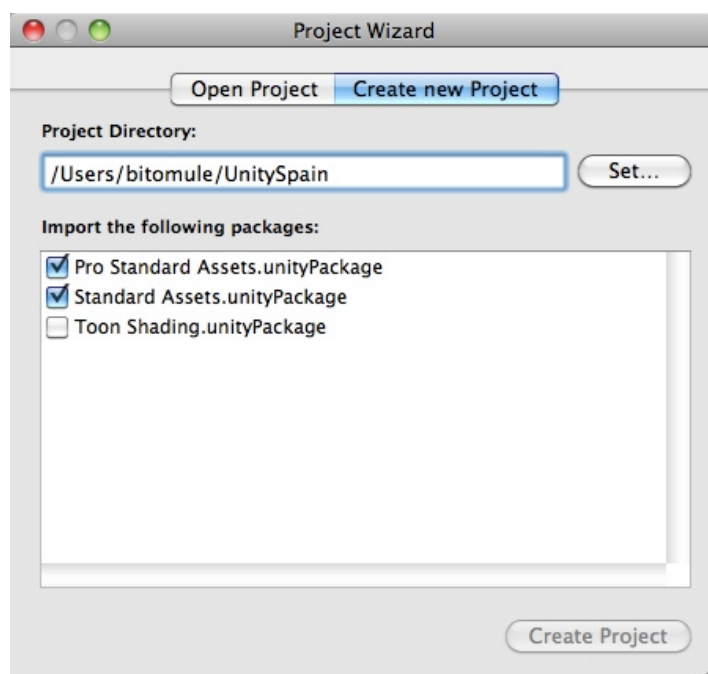 Project Wizard
Open Project Create new Project
Project Directory:
/Users/bitomule/UnitySpain Set...
Import the following packages:
Pro Standard Assets.unityPackage
Standard Assets.unityPackage
Toon Shading.unityPackage
Create Project